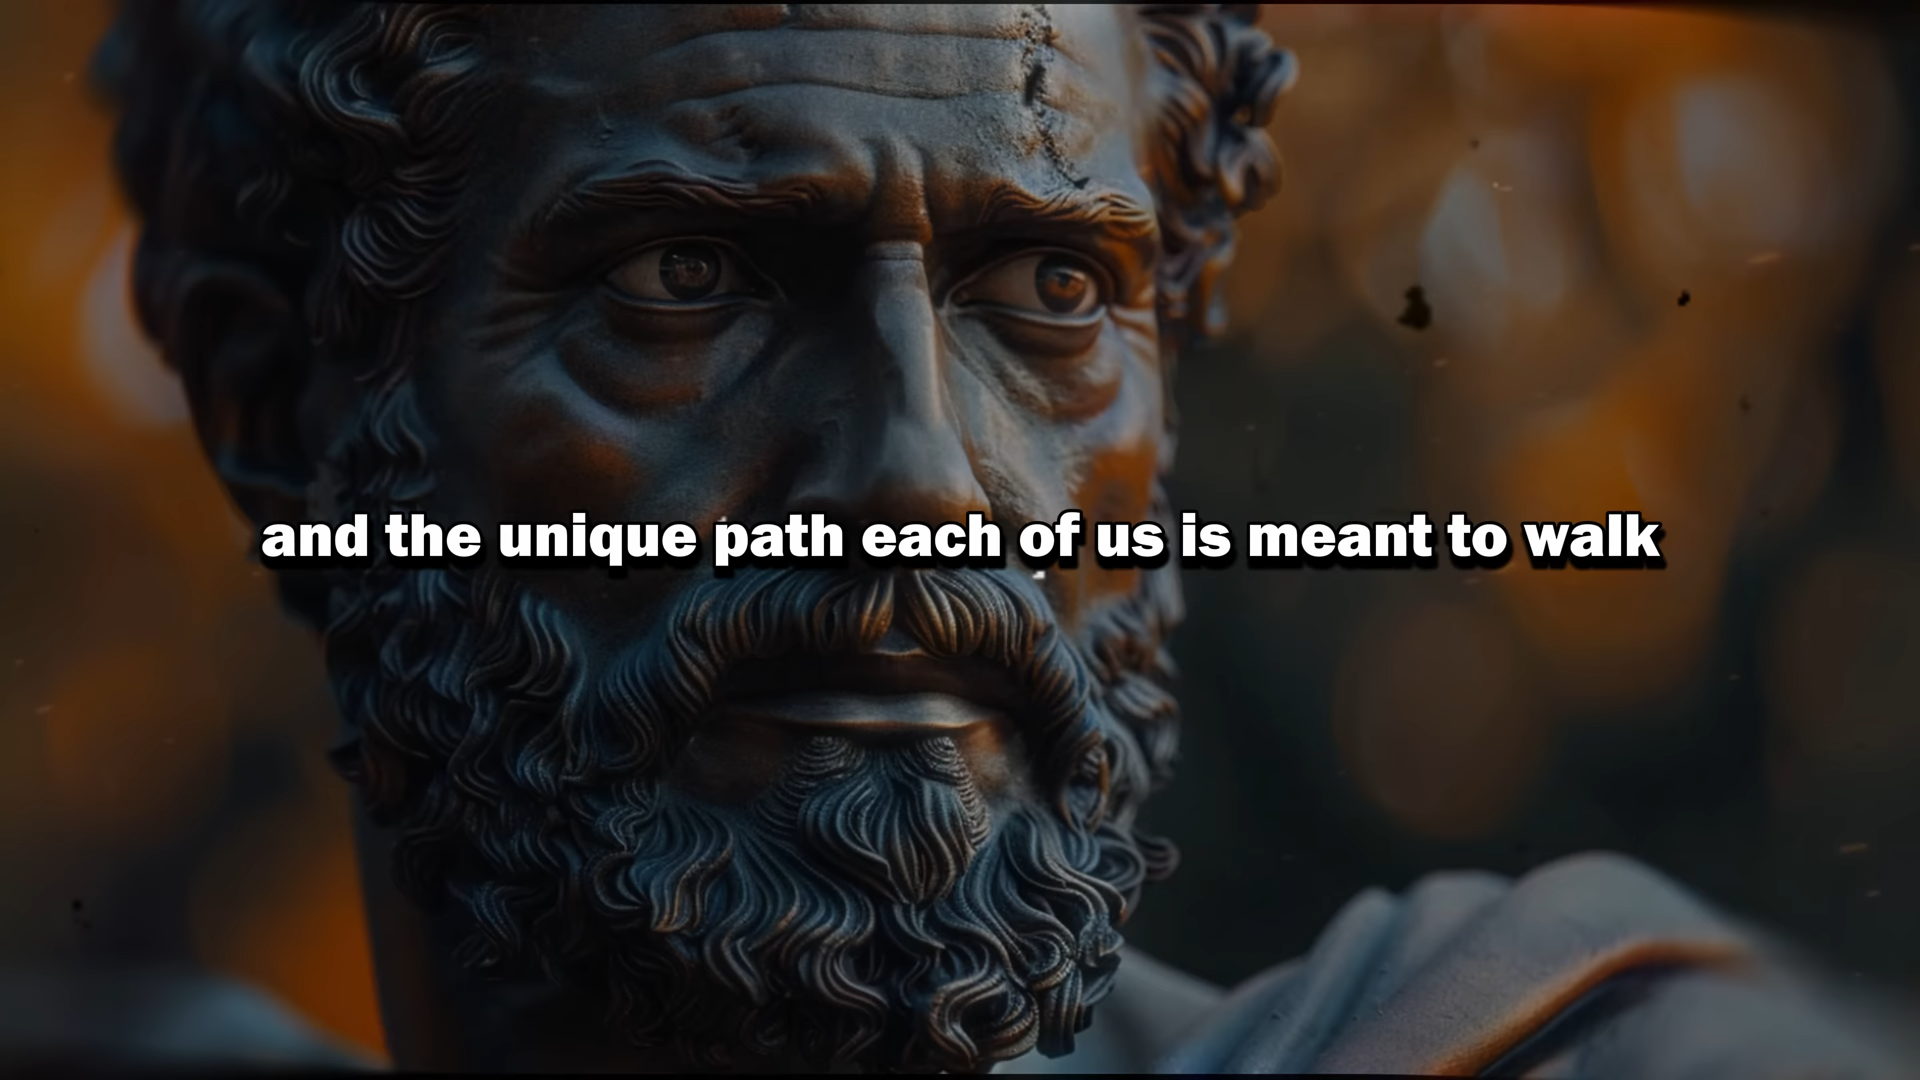 and the unique path each of us is meant to walk